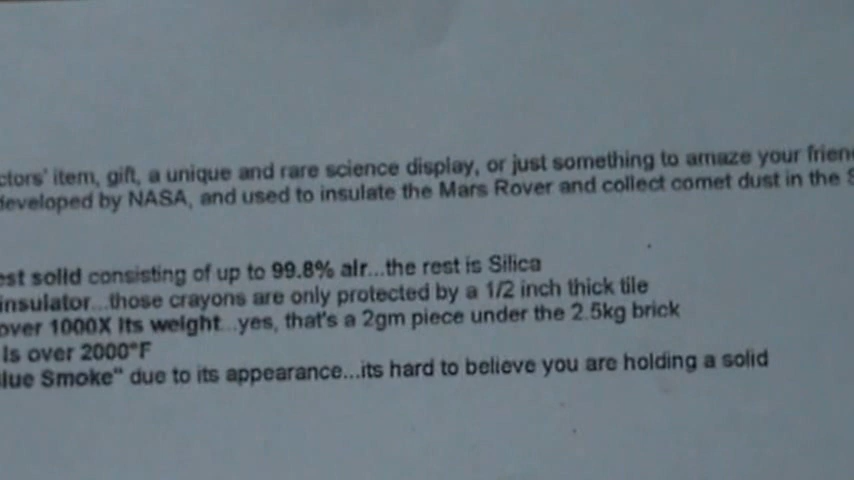 ctors' item, gift, a unique and rare science display, or just something to amaze your frien
developed by NASA, and used to insulate the Mars Rover and collect comet dust in the S
est solid consisting of up to 99.8% air...the rest is Silica
insulator...those crayons are only protected by a 1/2 inch thick tile
over 1000X its weight...yes, that's a 2gm piece under the 2.5kg brick
is over 2000°F
lue Smoke" due to its appearance...its hard to believe you are holding a solid